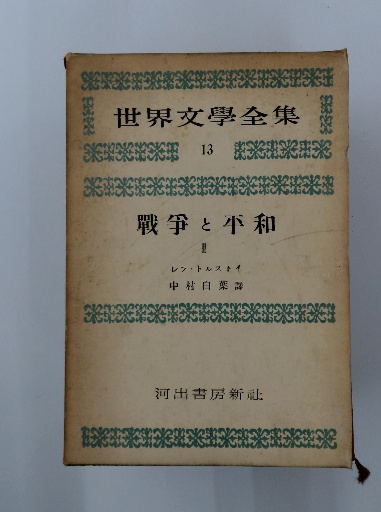 世界文學全集
13
戰爭と平和
レフ・トルストイ
中村白葉 譯
河出書房新社